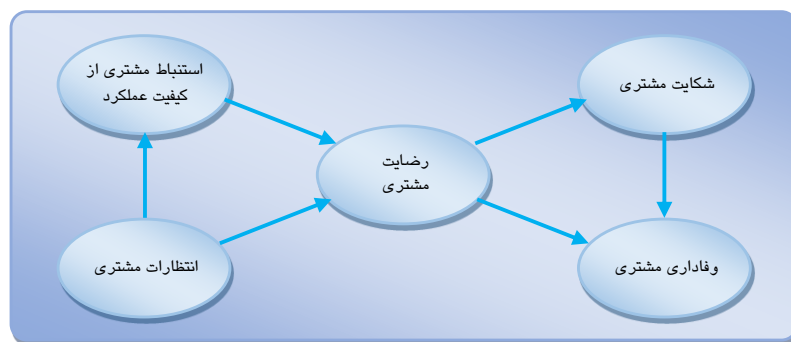 استنباط مشتری از
کیفیت عملکرد
شکایت مشتری
رضایت
مشتری
انتظارات مشتری
وفاداری مشتری